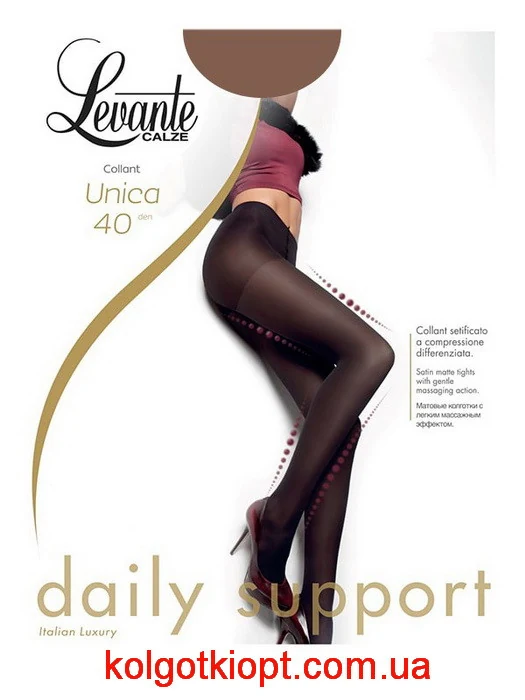 Levante
CALZE
Collant
Unica
40 den
Collant setificato
a compressione
differenziata.
Satin matte tights
with gentle
massaging action.
Матовые колготки с
легким массажным
эффектом.
daily support
Italian Luxury
kolgotkiopt.com.ua